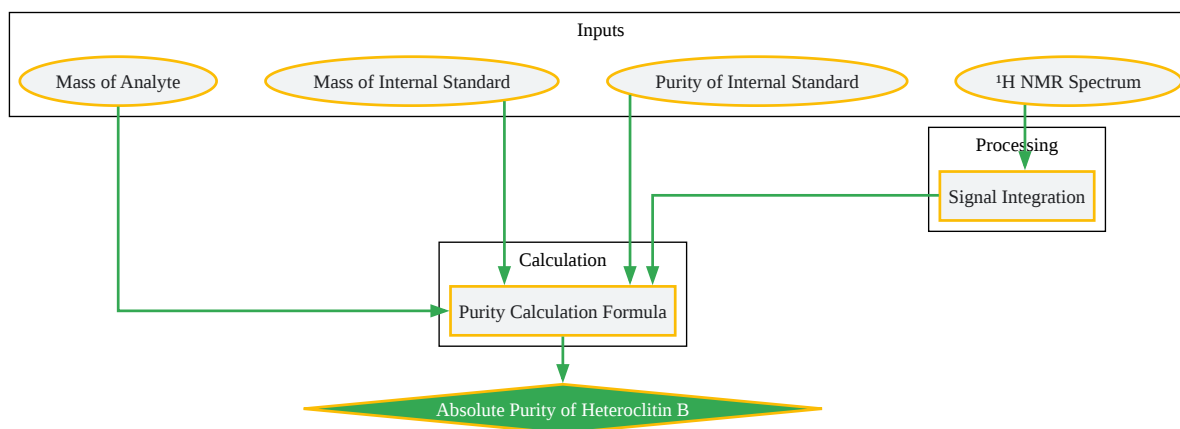 Inputs
Mass of Analyte
Mass of Internal Standard
Purity of Internal Standard
¹H NMR Spectrum
Processing
Signal Integration
Calculation
Purity Calculation Formula
Absolute Purity of Heteroclitin B